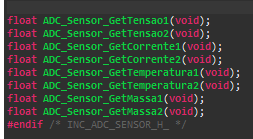 float ADC_Sensor_GetTensao1(void);
float ADC_Sensor_GetTensao2(void);
float ADC_Sensor_GetCorrente1(void);
float ADC_Sensor_GetCorrente2(void);
float ADC_Sensor_GetTemperatura1(void);
float ADC_Sensor_GetTemperatura2(void);
float ADC_Sensor_GetMassa1(void);
float ADC_Sensor_GetMassa2(void);
#endif /* INC_ADC_SENSOR_H_ */